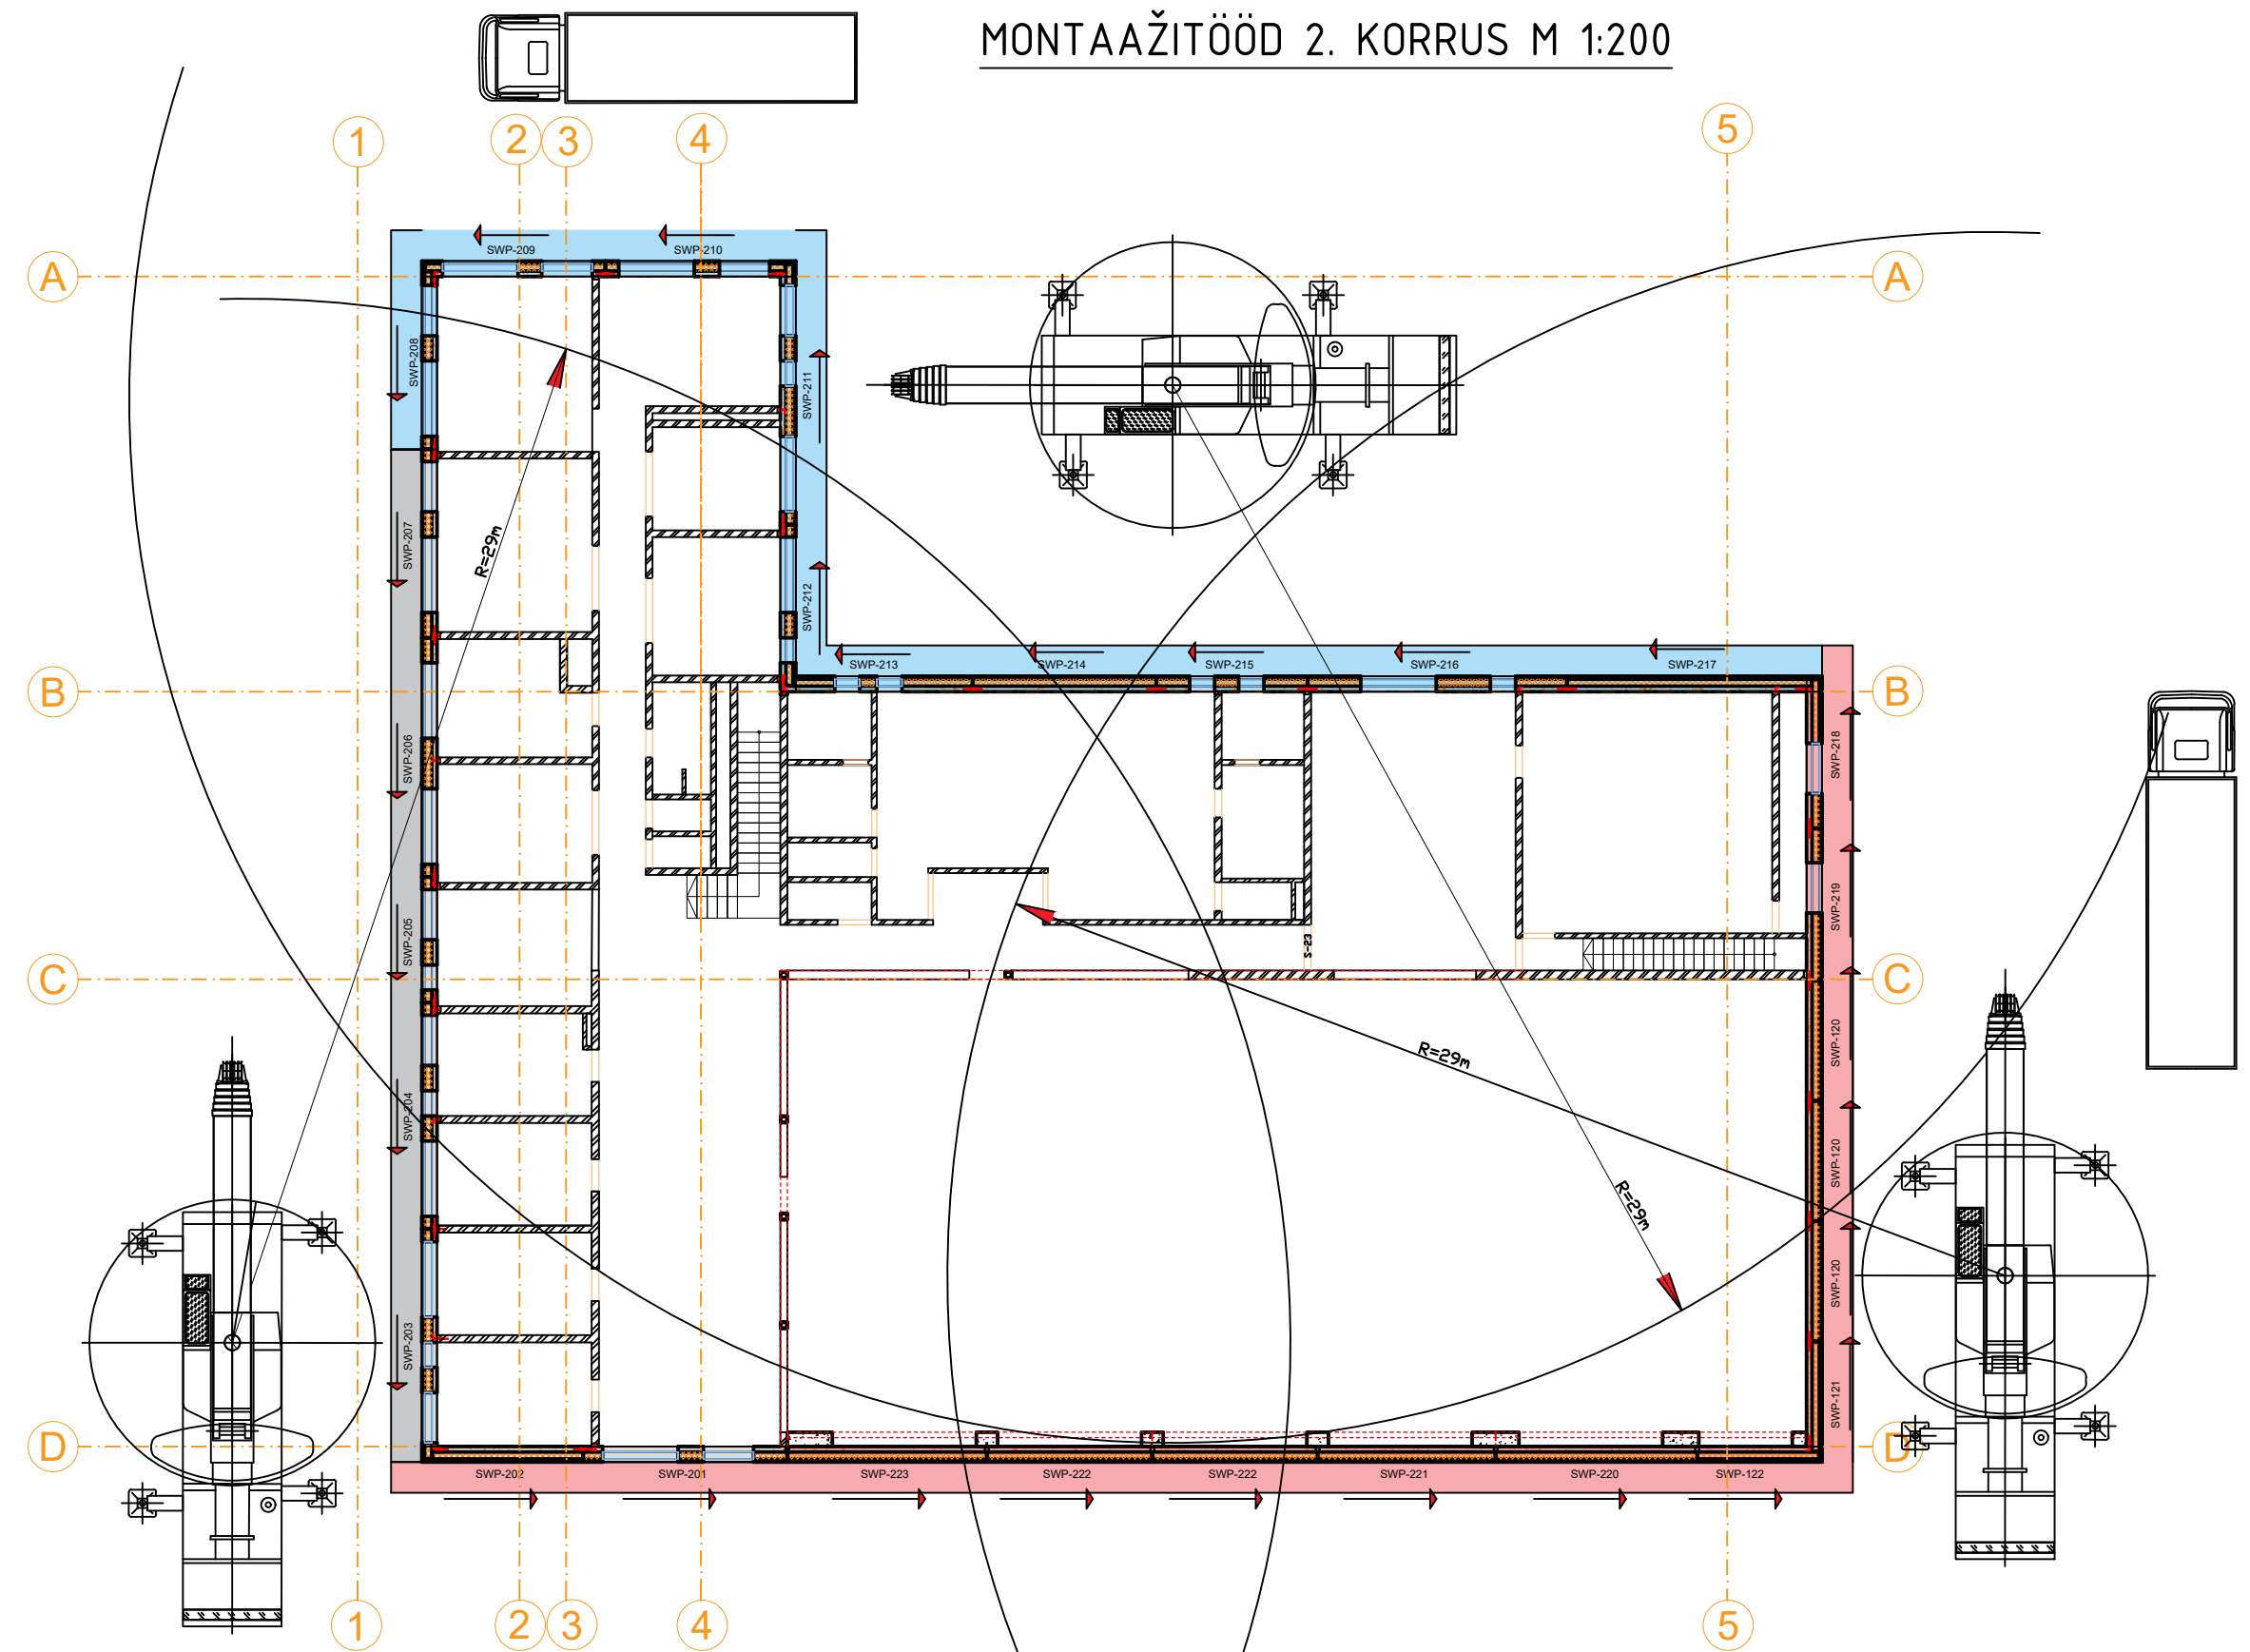 MONTAAŽITÖÖD 2. KORRUS M 1:200
1
2
3
4
5
SWP-209
SWP-210
A
A
SWP-208
SWP-211
R=29m
SWP-207
SWP-212
SWP-213
SWP-214
SWP-215
SWP-216
SWP-217
B
B
SWP-206
SWP-218
SWP-205
SWP-219
S-23
C
C
SWP-120
R=29m
SWP-204
SWP-120
R=29m
SWP-120
SWP-203
SWP-121
D
D
SWP-202
SWP-201
SWP-223
SWP-222
SWP-222
SWP-221
SWP-220
SWP-122
1
2
3
4
5